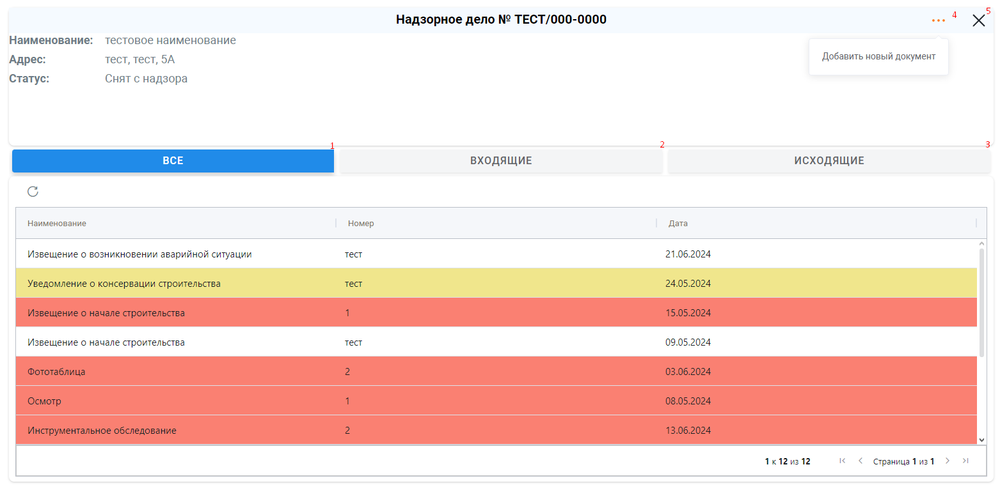 Надзорное дело № ТЕСТ/000-0000
4
5
Наименование: тестовое наименование
Адрес: тест, тест, 5А
Добавить новый документ
Статус: Снят с надзора
1
2
3
ВСЕ ВХОДЯЩИЕ ИСХОДЯЩИЕ
Наименование Номер Дата
Извещение о возникновении аварийной ситуации тест 21.06.2024
Уведомление о консервации строительства тест 24.05.2024
Извещение о начале строительства 1 15.05.2024
Извещение о начале строительства тест 09.05.2024
Фототаблица 2 03.06.2024
Осмотр 1 08.05.2024
Инструментальное обследование 2 13.06.2024
1 к 12 из 12 Страница 1 из 1